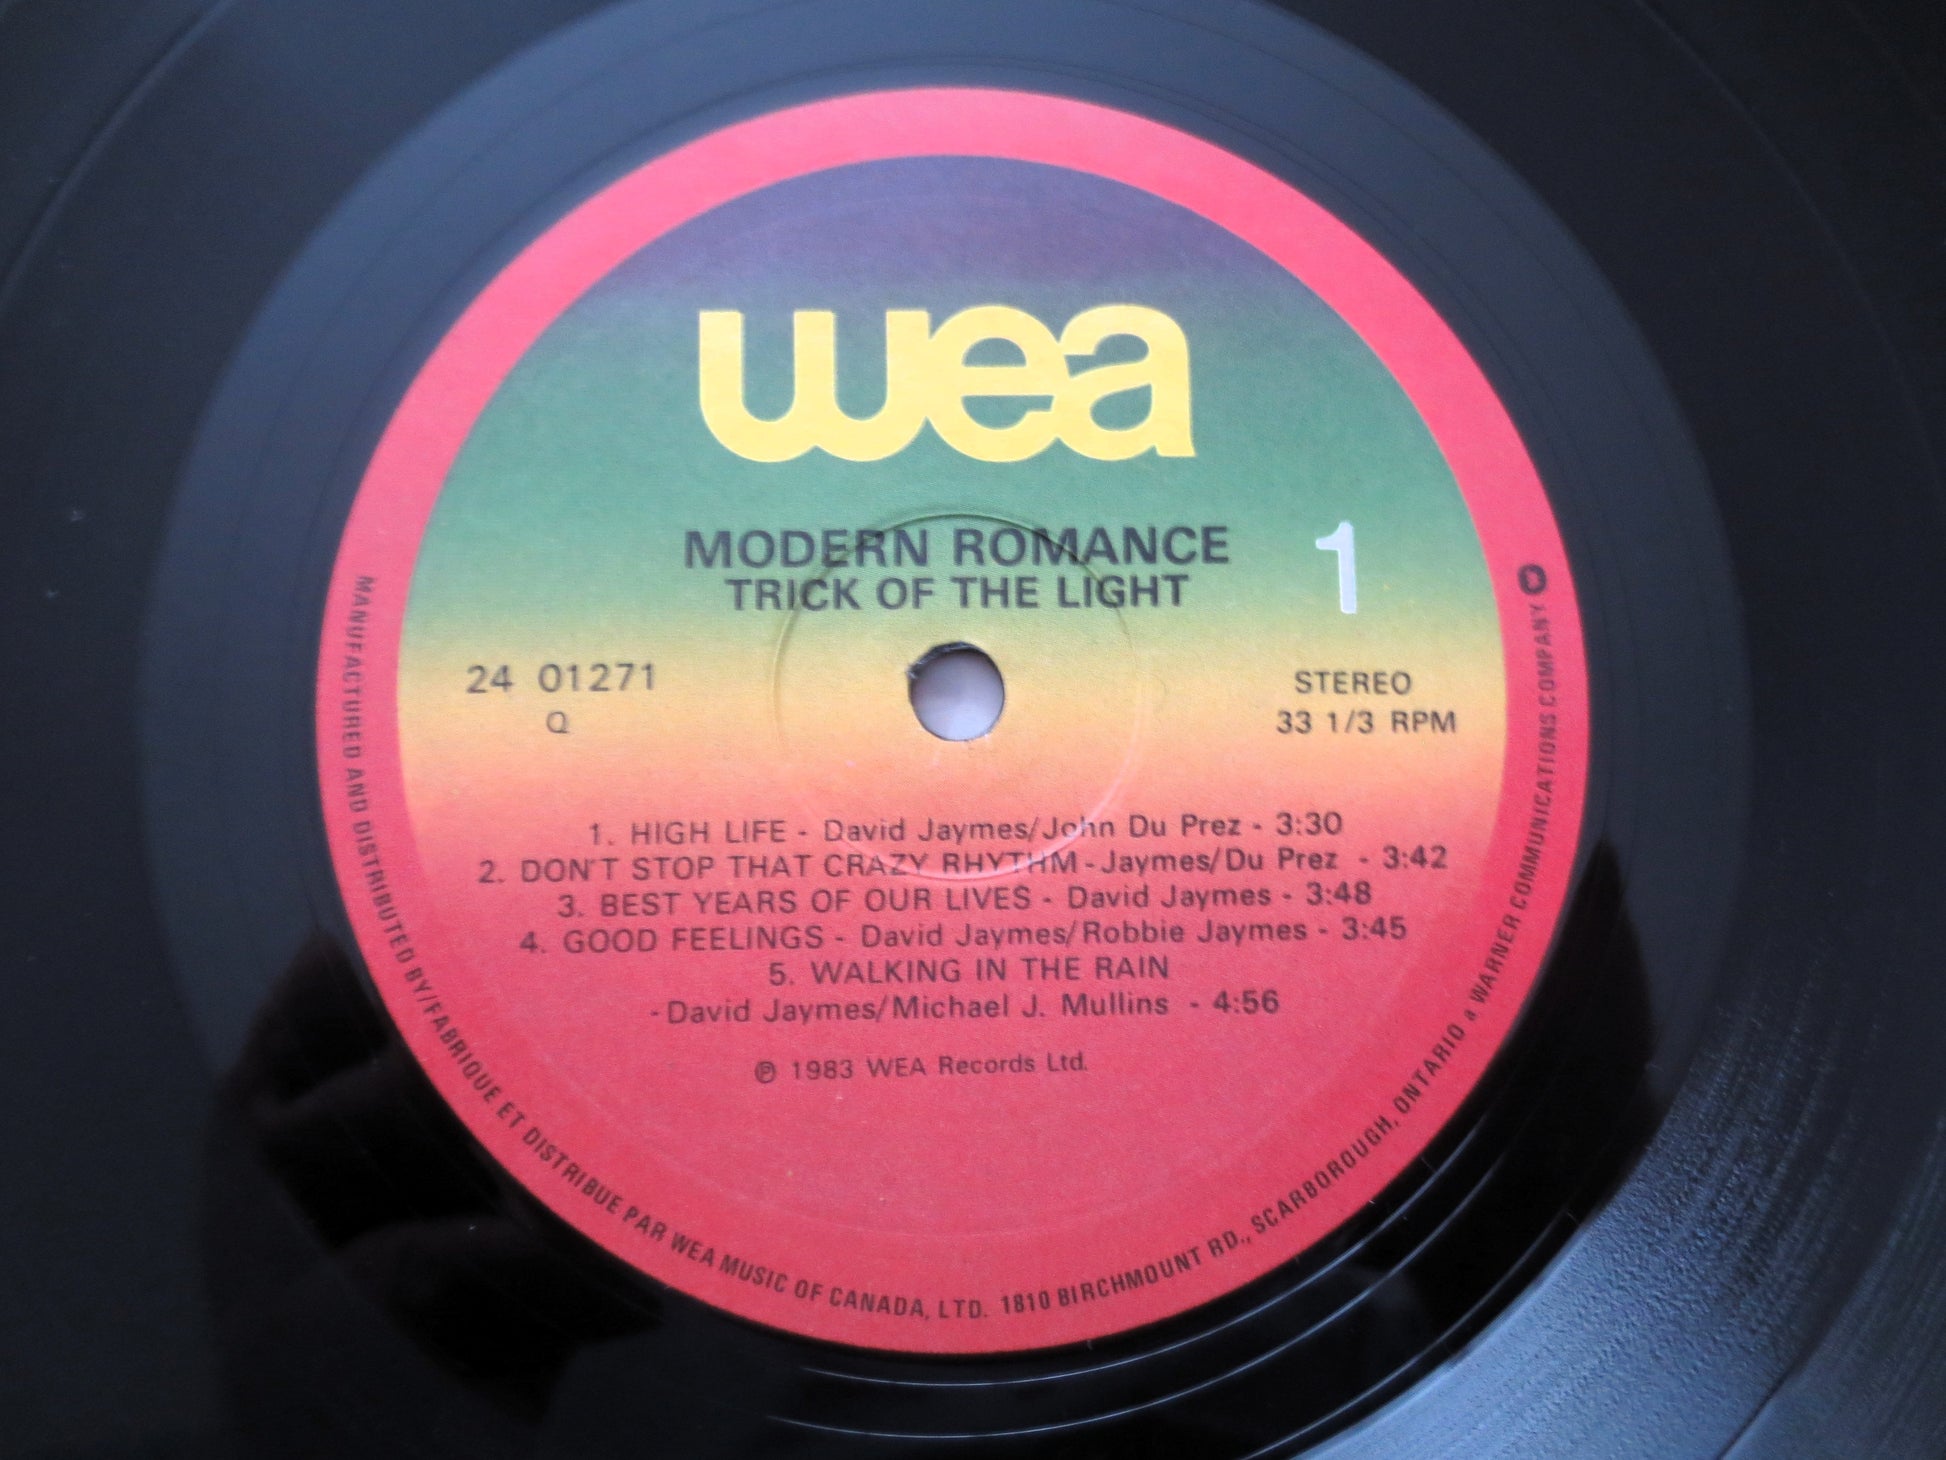 wea
MODERN ROMANCE
TRICK OF THE LIGHT
1
24 01271
Q
STEREO
33 1/3 RPM
1. HIGH LIFE - David Jaymes/John Du Prez - 3:30
2. DON'T STOP THAT CRAZY RHYTHM - Jaymes/Du Prez - 3:42
3. BEST YEARS OF OUR LIVES - David Jaymes - 3:48
4. GOOD FEELINGS - David Jaymes/Robbie Jaymes - 3:45
5. WALKING IN THE RAIN
- David Jaymes/Michael J. Mullins - 4:56
℗ 1983 WEA Records Ltd.
MANUFACTURED AND DISTRIBUTED BY/FABRIQUE ET DISTRIBUE PAR WEA MUSIC OF CANADA, LTD. 1810 BIRCHMOUNT RD., SCARBOROUGH, ONTARIO a WARNER COMMUNICATIONS COMPANY